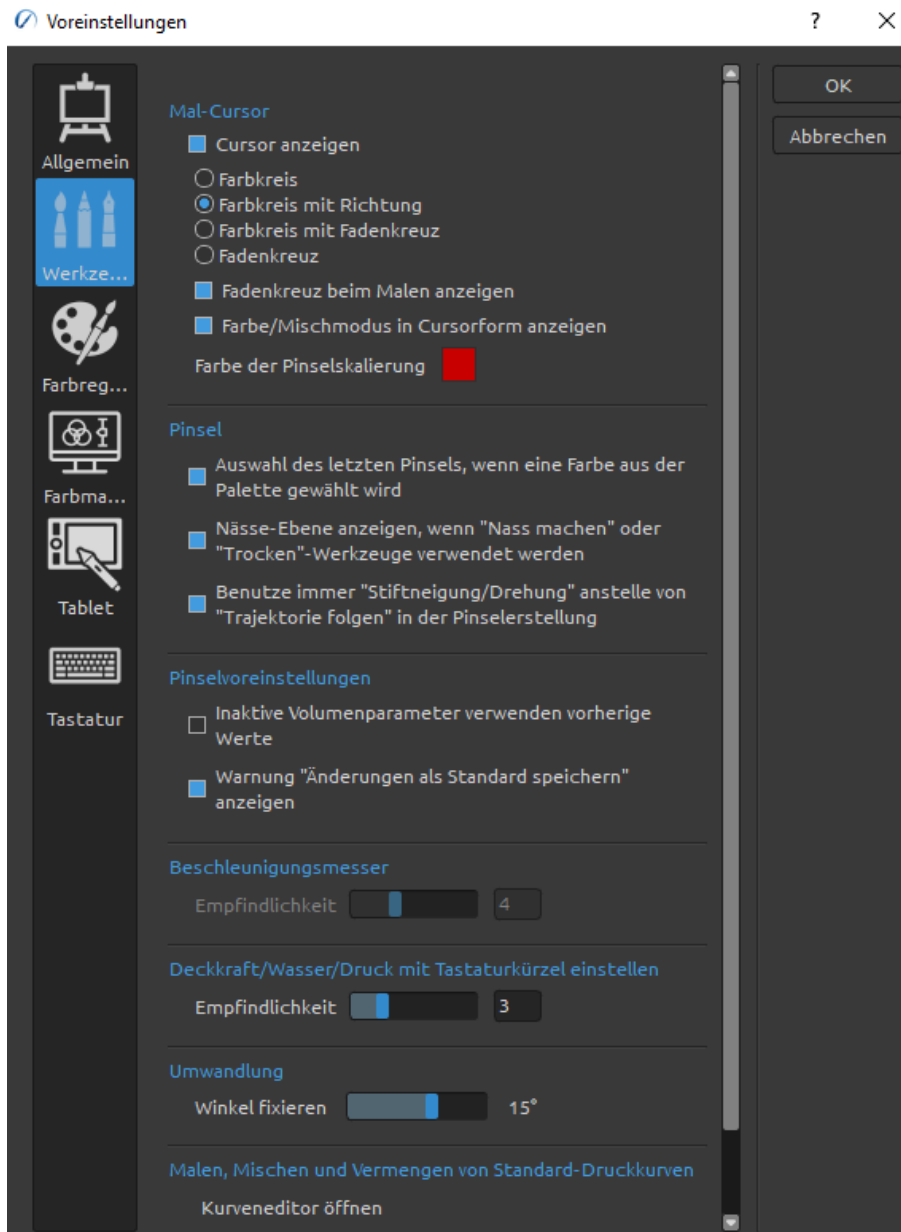 Voreinstellungen
?
OK
Abbrechen
Allgemein
Werkze...
Farbreg...
Farbma...
Tablet
Tastatur
Mal-Cursor
Cursor anzeigen
Farbkreis
Farbkreis mit Richtung
Farbkreis mit Fadenkreuz
Fadenkreuz
Fadenkreuz beim Malen anzeigen
Farbe/Mischmodus in Cursorform anzeigen
Farbe der Pinselskalierung
Pinsel
Auswahl des letzten Pinsels, wenn eine Farbe aus der
Palette gewählt wird
Nässe-Ebene anzeigen, wenn "Nass machen" oder
"Trocken"-Werkzeuge verwendet werden
Benutze immer "Stiftneigung/Drehung" anstelle von
"Trajektorie folgen" in der Pinselerstellung
Pinselvoreinstellungen
Inaktive Volumenparameter verwenden vorherige
Werte
Warnung "Änderungen als Standard speichern"
anzeigen
Beschleunigungsmesser
Empfindlichkeit 4
Deckkraft/Wasser/Druck mit Tastaturkürzel einstellen
Empfindlichkeit 3
Umwandlung
Winkel fixieren 15°
Malen, Mischen und Vermengen von Standard-Druckkurven
Kurveneditor öffnen